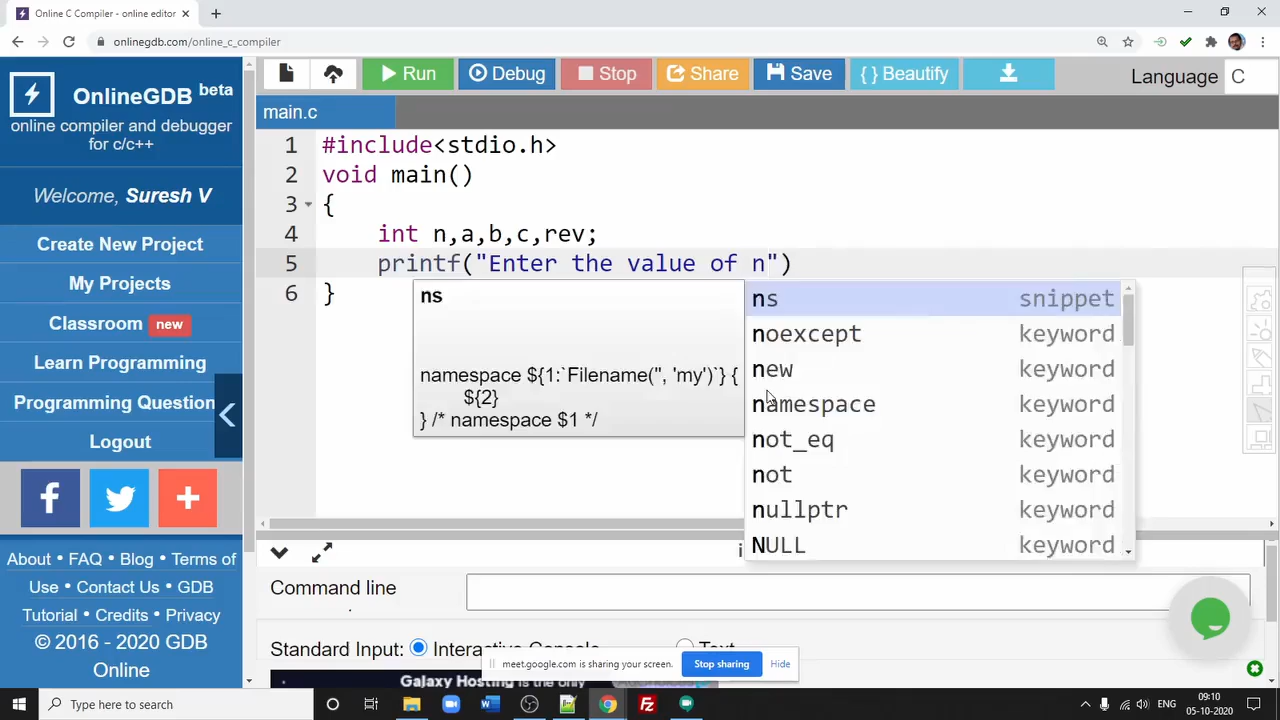 Online C Compiler - online editor
onlinegdb.com/online_c_compiler
OnlineGDB beta
online compiler and debugger
for c/c++
Welcome, Suresh V
Create New Project
My Projects
Classroom new
Learn Programming
Programming Question
Logout
About • FAQ • Blog • Terms of
Use • Contact Us • GDB
Tutorial • Credits • Privacy
© 2016 - 2020 GDB
Online
Run
Debug
Stop
Share
Save
{ } Beautify
Language C
main.c
1 #include<stdio.h>
2 void main()
3 {
4 int n,a,b,c,rev;
5 printf("Enter the value of n")
6 }
ns
namespace ${1:`Filename('', 'my')`} {
${2}
} /* namespace $1 */
ns snippet
noexcept keyword
new keyword
namespace keyword
not_eq keyword
not keyword
nullptr keyword
NULL keyword
Command line
Standard Input: Interactive Console Text
meet.google.com is sharing your screen. Stop sharing Hide
Galaxy Hosting is the only
Type here to search
ENG
09:10
05-10-2020